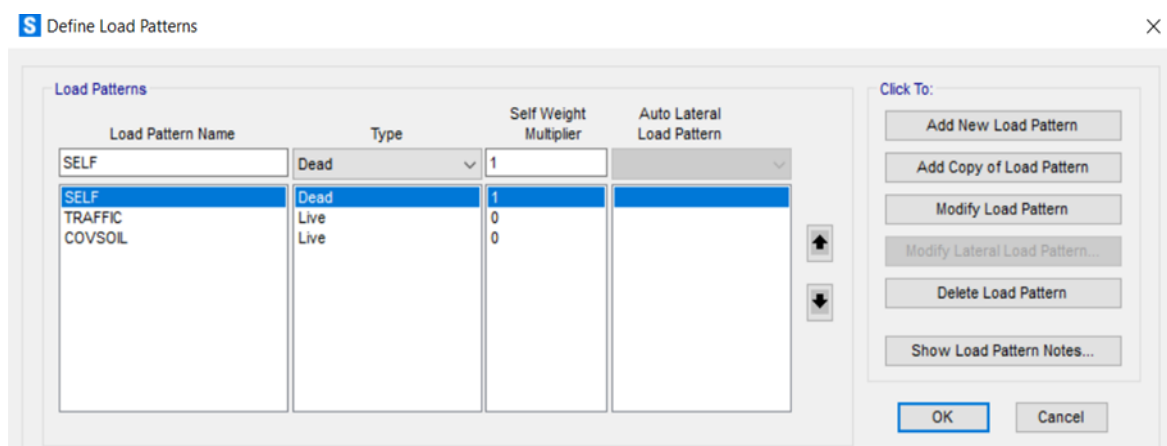 S Define Load Patterns
Load Patterns
Click To:
Load Pattern Name
Type
Self Weight
Multiplier
Auto Lateral
Load Pattern
SELF
Dead
1
SELF Dead 1
TRAFFIC Live 0
COVSOIL Live 0
Add New Load Pattern
Add Copy of Load Pattern
Modify Load Pattern
Modify Lateral Load Pattern...
Delete Load Pattern
Show Load Pattern Notes...
OK
Cancel